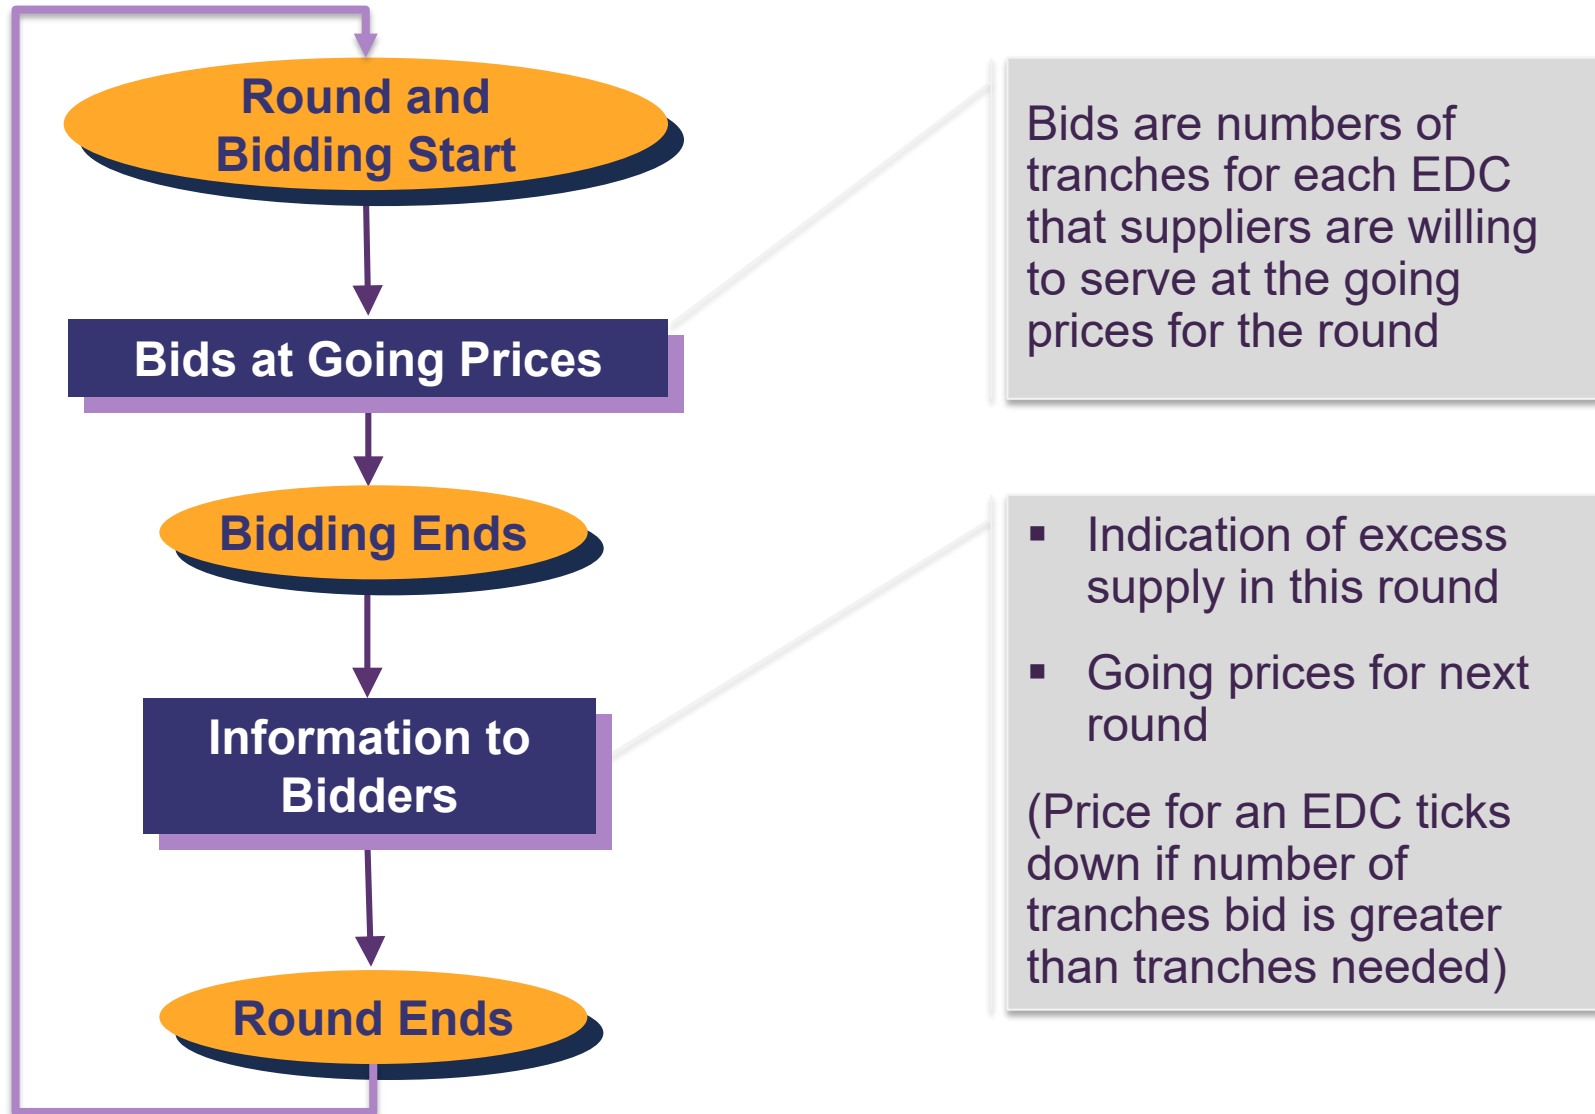 Round and
Bidding Start
Bids at Going Prices
Bidding Ends
Information to
Bidders
Round Ends
Bids are numbers of
tranches for each EDC
that suppliers are willing
to serve at the going
prices for the round
▪ Indication of excess
supply in this round
▪ Going prices for next
round
(Price for an EDC ticks
down if number of
tranches bid is greater
than tranches needed)